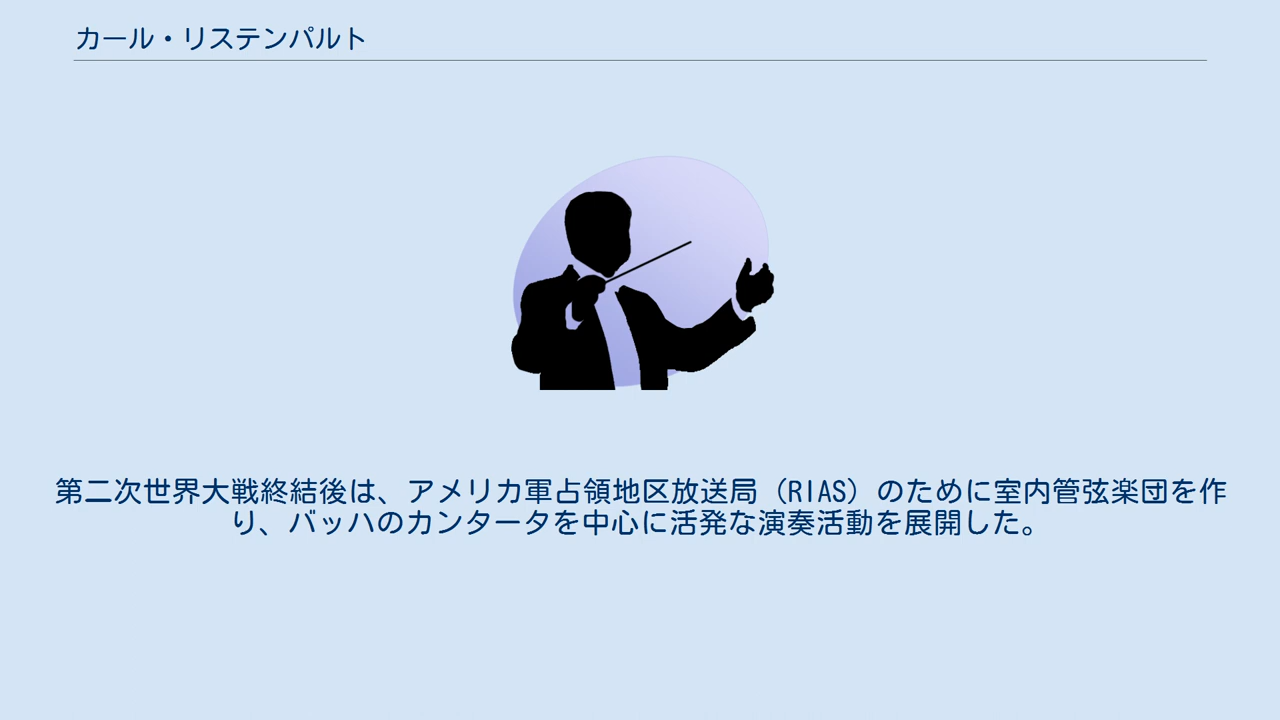 カール・リステンパルト
第二次世界大戦終結後は、アメリカ軍占領地区放送局（RIAS）のために室内管弦楽団を作
り、バッハのカンタータを中心に活発な演奏活動を展開した。